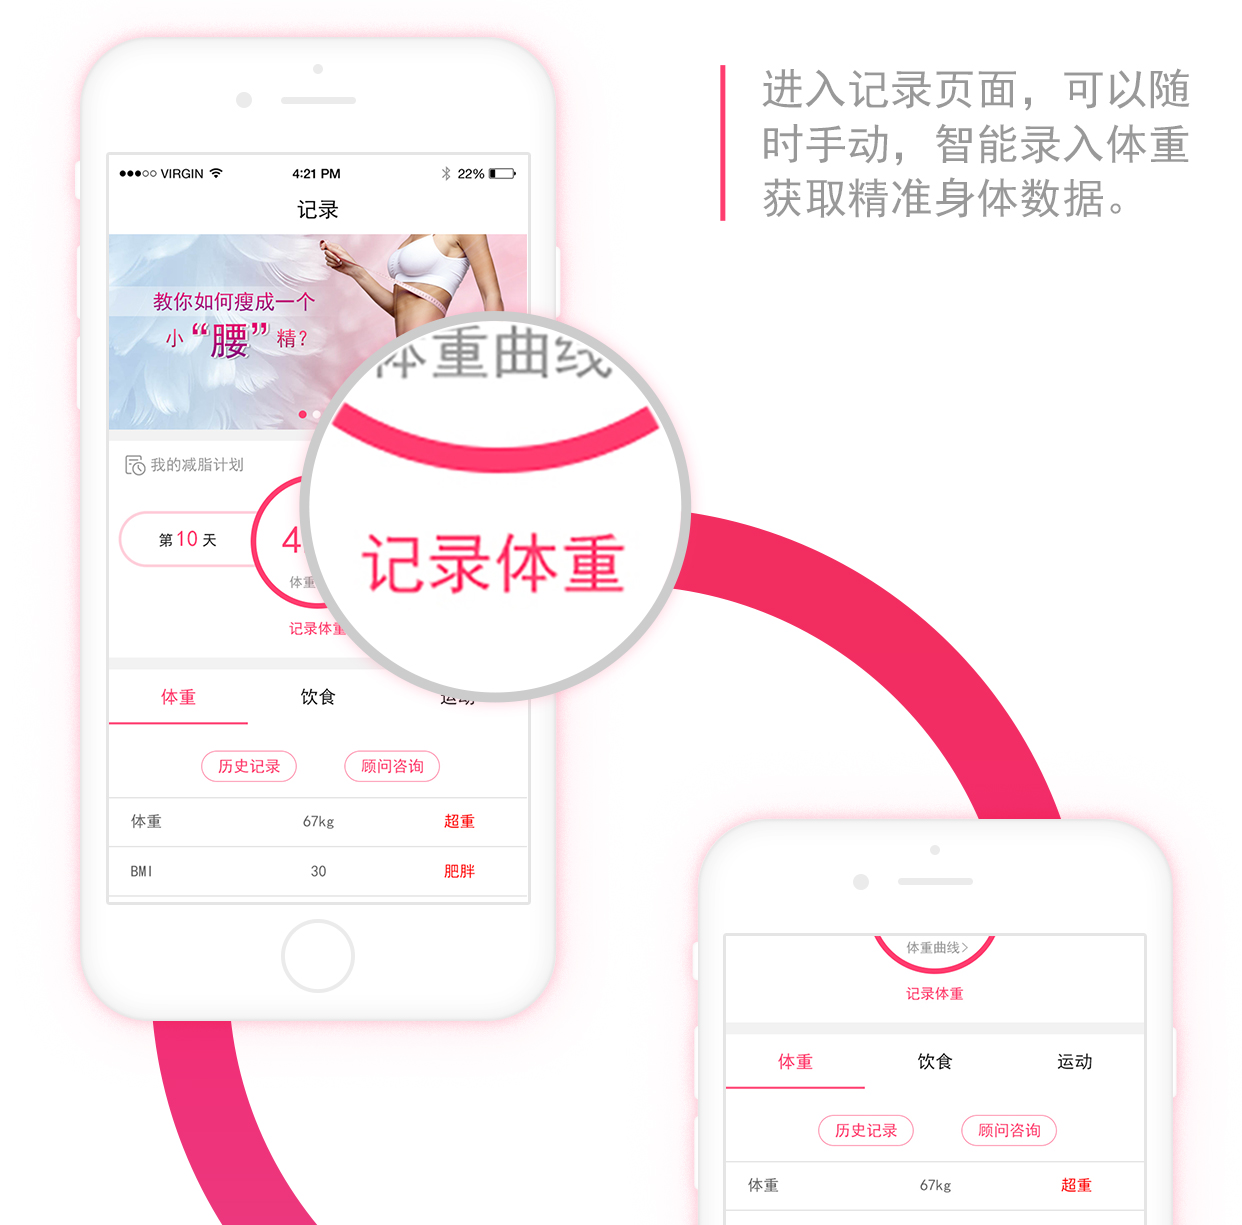 进入记录页面，可以随
时手动，智能录入体重
获取精准身体数据。
VIRGIN
4:21 PM
22%
记录
教你如何瘦成一个
小“腰”精？
体重曲线
记录体重
我的减脂计划
第10天
4
体重
记录体重
体重
饮食
运动
历史记录
顾问咨询
体重
67kg
超重
BMI
30
肥胖
体重曲线>
记录体重
体重
饮食
运动
历史记录
顾问咨询
体重
67kg
超重